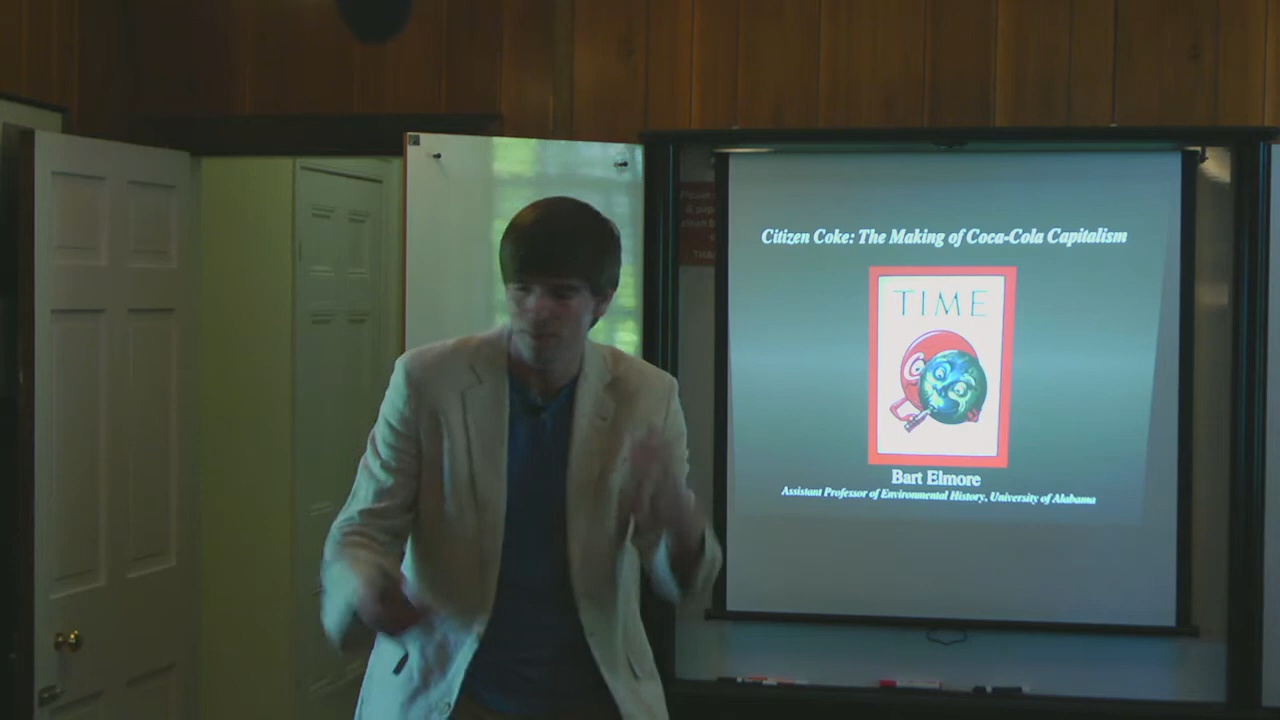 Citizen Coke: The Making of Coca-Cola Capitalism
TIME
Bart Elmore
Assistant Professor of Environmental History, University of Alabama